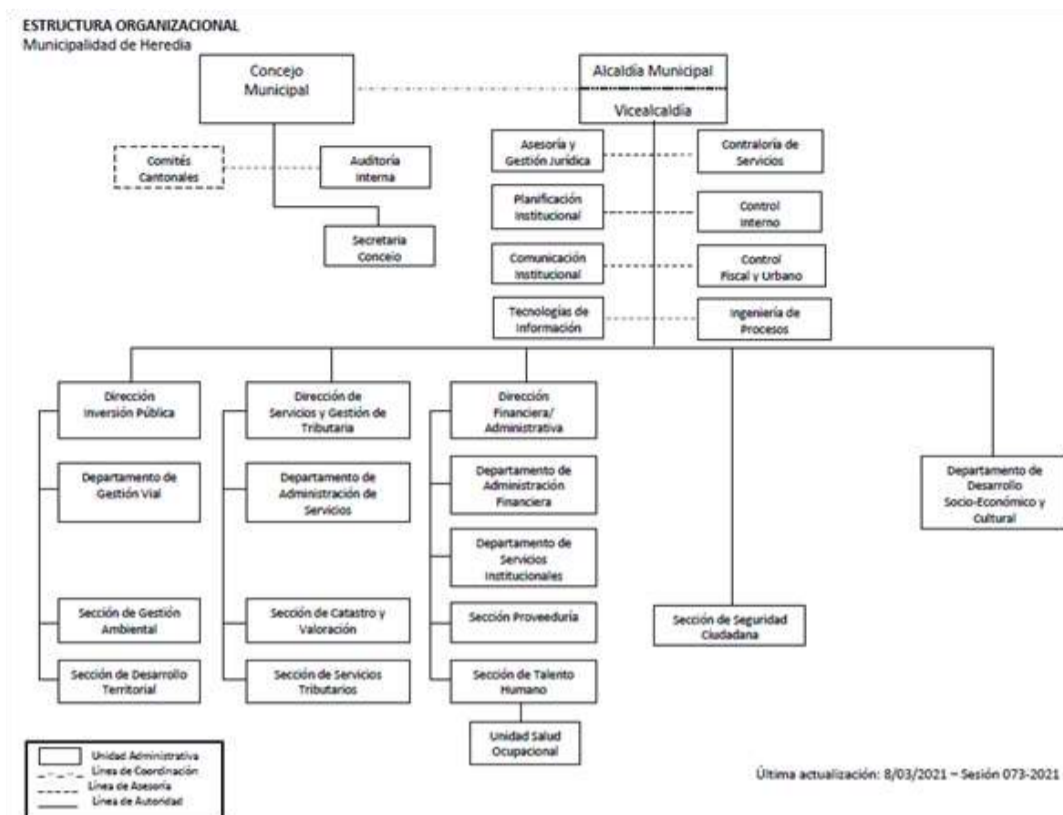 ESTRUCTURA ORGANIZACIONAL
Municipalidad de Heredia
Concejo
Municipal
Alcaldía Municipal
Vicealcaldía
Comités
Cantonales
Auditoría
Interna
Secretaria
Concejo
Asesoría y
Gestión Jurídica
Contraloría de
Servicios
Planificación
Institucional
Control
Interno
Comunicación
Institucional
Control
Fiscal y Urbano
Tecnologías de
Información
Ingeniería de
Procesos
Dirección
Inversión Pública
Dirección de
Servicios y Gestión de
Tributaria
Dirección
Financiera/
Administrativa
Departamento de
Gestión Vial
Departamento de
Administración de
Servicios
Departamento de
Administración
Financiera
Departamento de
Desarrollo
Socio-Económico y
Cultural
Departamento de
Servicios
Institucionales
Sección de Gestión
Ambiental
Sección de Catastro y
Valoración
Sección Proveeduría
Sección de Seguridad
Ciudadana
Sección de Desarrollo
Territorial
Sección de Servicios
Tributarios
Sección de Talento
Humano
Unidad Salud
Ocupacional
Unidad Administrativa
Línea de Coordinación
Línea de Asesoría
Línea de Autoridad
Última actualización: 8/03/2021 – Sesión 073-2021